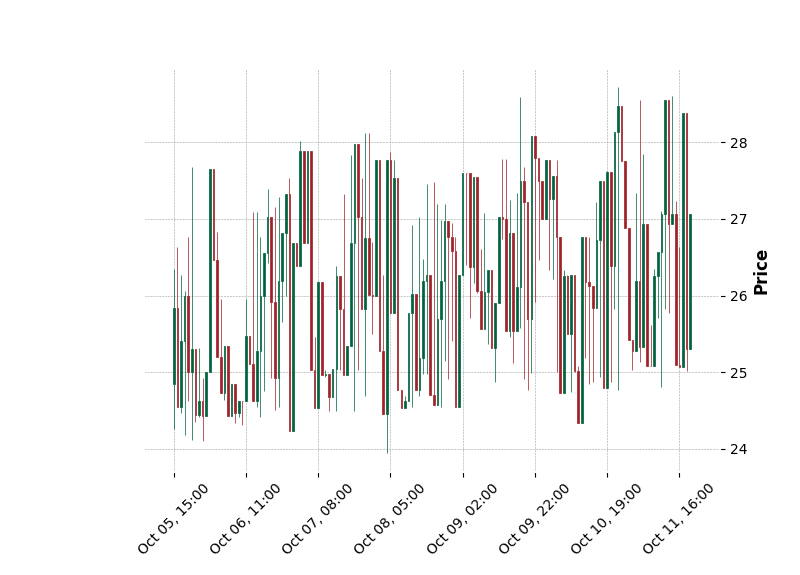 28
27
26
25
24
Price
Oct 05, 15:00
Oct 06, 11:00
Oct 07, 08:00
Oct 08, 05:00
Oct 09, 02:00
Oct 09, 22:00
Oct 10, 19:00
Oct 11, 16:00